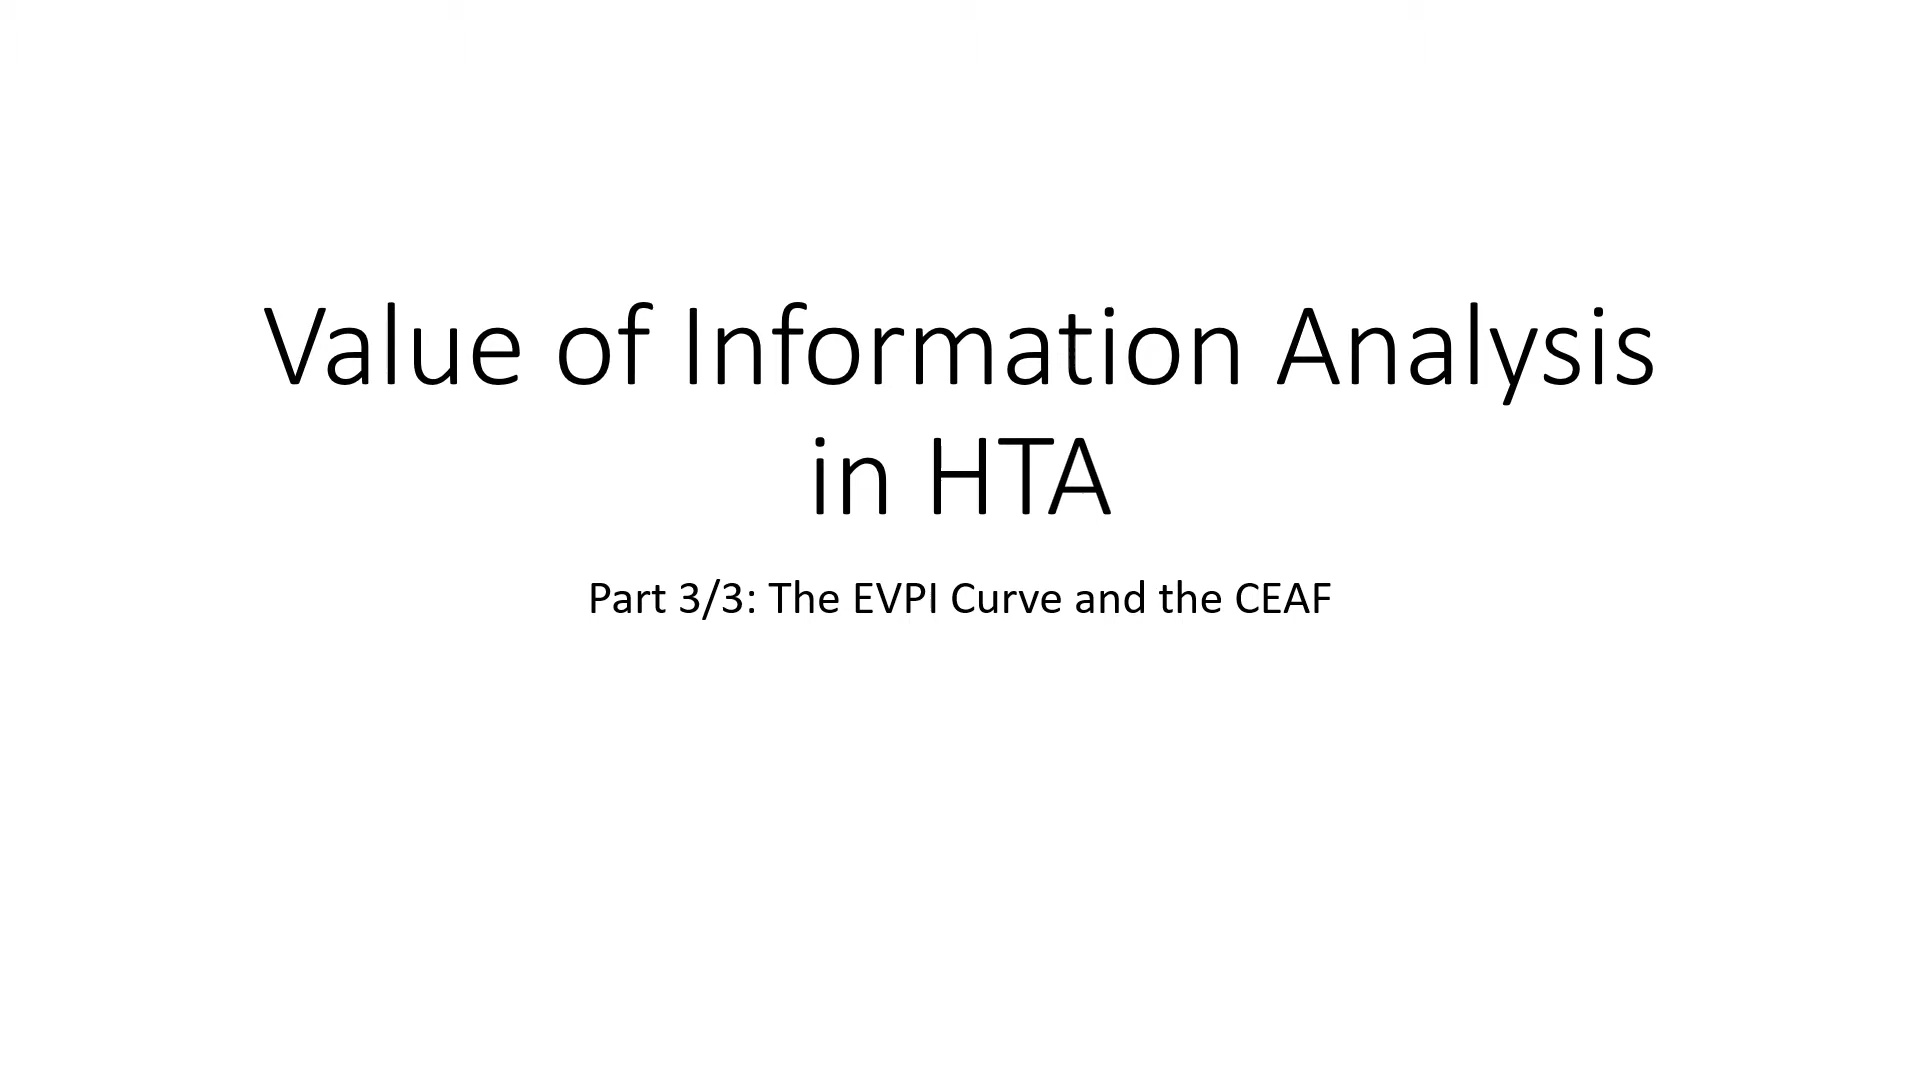 Value of Information Analysis
in HTA
Part 3/3: The EVPI Curve and the CEAF